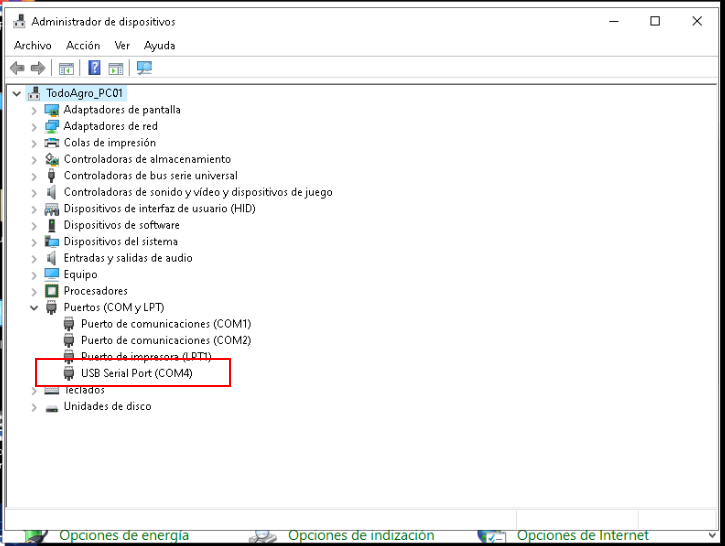 Administrador de dispositivos
Archivo Acción Ver Ayuda
TodoAgro_PC01
Adaptadores de pantalla
Adaptadores de red
Colas de impresión
Controladoras de almacenamiento
Controladoras de bus serie universal
Controladoras de sonido y vídeo y dispositivos de juego
Dispositivos de interfaz de usuario (HID)
Dispositivos de software
Dispositivos del sistema
Entradas y salidas de audio
Equipo
Procesadores
Puertos (COM y LPT)
Puerto de comunicaciones (COM1)
Puerto de comunicaciones (COM2)
Puerto de impresora (LPT1)
USB Serial Port (COM4)
Teclados
Unidades de disco
Opciones de energía Opciones de indización Opciones de Internet